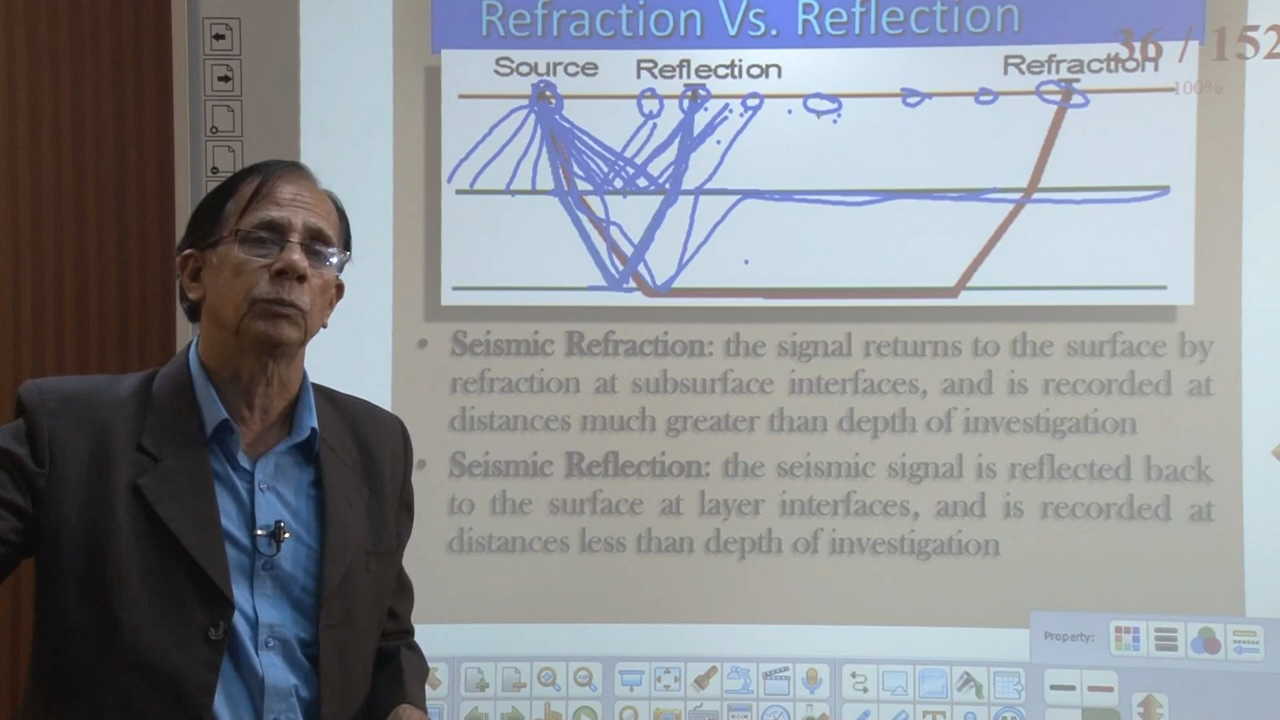 Refraction Vs. Reflection
36 / 152
Source Reflection Refraction
100%
• Seismic Refraction: the signal returns to the surface by
refraction at subsurface interfaces, and is recorded at
distances much greater than depth of investigation
• Seismic Reflection: the seismic signal is reflected back
to the surface at layer interfaces, and is recorded at
distances less than depth of investigation
Property: